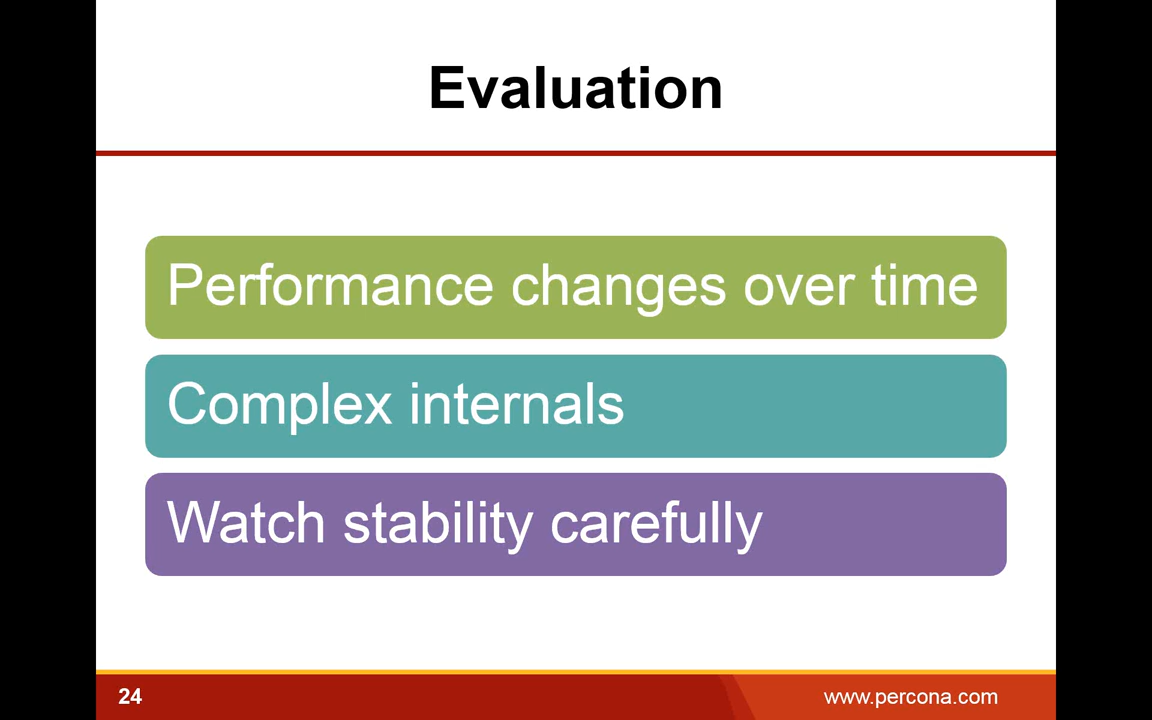 Evaluation
Performance changes over time
Complex internals
Watch stability carefully
24
www.percona.com